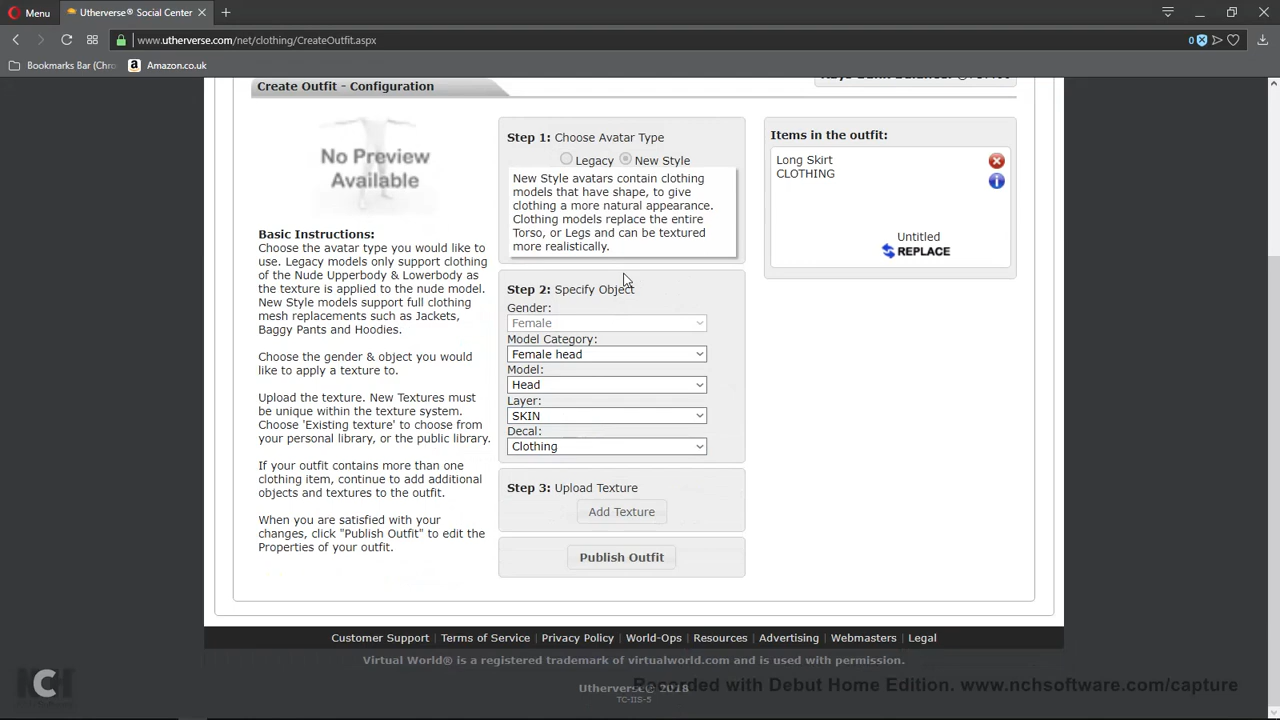 Menu
Utherverse® Social Center
www.utherverse.com/net/clothing/CreateOutfit.aspx
0
Bookmarks Bar (Chro
Amazon.co.uk
Create Outfit - Configuration
No Preview
Available
Basic Instructions:
Choose the avatar type you would like to
use. Legacy models only support clothing
of the Nude Upperbody & Lowerbody as
the texture is applied to the nude model.
New Style models support full clothing
mesh replacements such as Jackets,
Baggy Pants and Hoodies.
Choose the gender & object you would
like to apply a texture to.
Upload the texture. New Textures must
be unique within the texture system.
Choose 'Existing texture' to choose from
your personal library, or the public library.
If your outfit contains more than one
clothing item, continue to add additional
objects and textures to the outfit.
When you are satisfied with your
changes, click "Publish Outfit" to edit the
Properties of your outfit.
Step 1: Choose Avatar Type
Legacy New Style
New Style avatars contain clothing
models that have shape, to give
clothing a more natural appearance.
Clothing models replace the entire
Torso, or Legs and can be textured
more realistically.
Step 2: Specify Object
Gender:
Female
Model Category:
Female head
Model:
Head
Layer:
SKIN
Decal:
Clothing
Step 3: Upload Texture
Add Texture
Publish Outfit
Items in the outfit:
Long Skirt
CLOTHING
Untitled
REPLACE
Customer Support | Terms of Service | Privacy Policy | World-Ops | Resources | Advertising | Webmasters | Legal
Virtual World® is a registered trademark of virtualworld.com and is used with permission.
Utherverse® 2018
TC-IIS-5
NCH
Recorded with Debut Home Edition. www.nchsoftware.com/capture